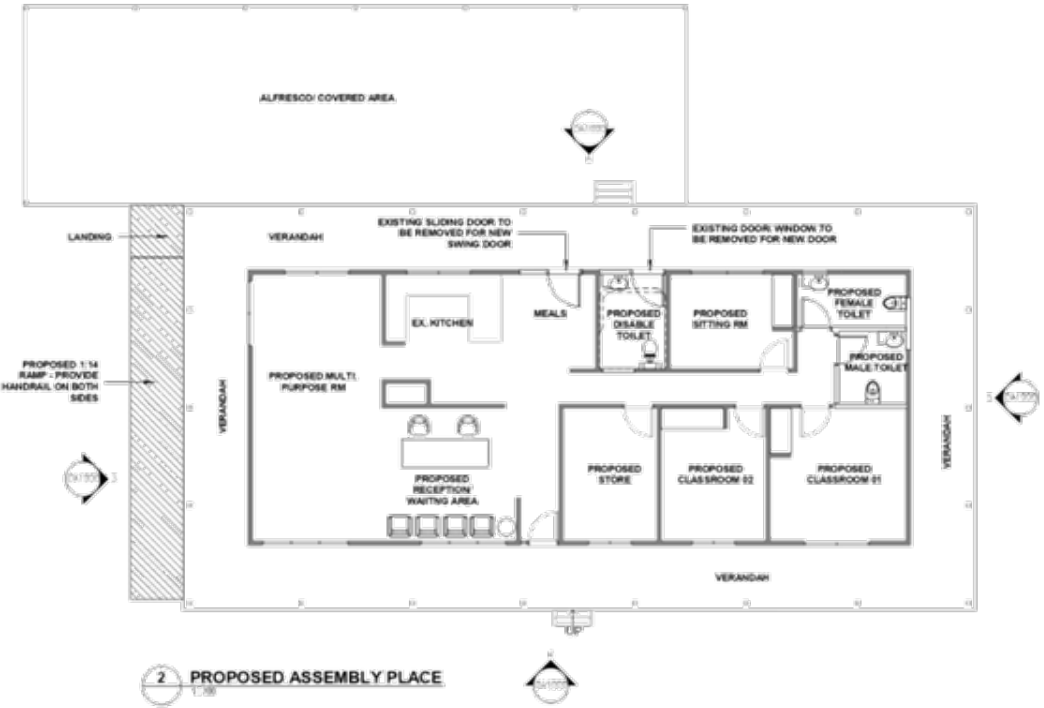 ALFRESCO/ COVERED AREA
LANDING
VERANDAH
EXISTING SLIDING DOOR TO
BE REMOVED FOR NEW
SWING DOOR
EXISTING DOOR/ WINDOW TO
BE REMOVED FOR NEW DOOR
EX. KITCHEN
MEALS
PROPOSED
DISABLE
TOILET
PROPOSED
SITTING RM
PROPOSED
FEMALE
TOILET
PROPOSED
MALE TOILET
PROPOSED 1:14
RAMP - PROVIDE
HANDRAIL ON BOTH
SIDES
VERANDAH
PROPOSED MULTI.
PURPOSE RM
VERANDAH
PROPOSED
RECEPTION/
WAITNG AREA
PROPOSED
STORE
PROPOSED
CLASSROOM 02
PROPOSED
CLASSROOM 01
VERANDAH
UP
2 PROPOSED ASSEMBLY PLACE